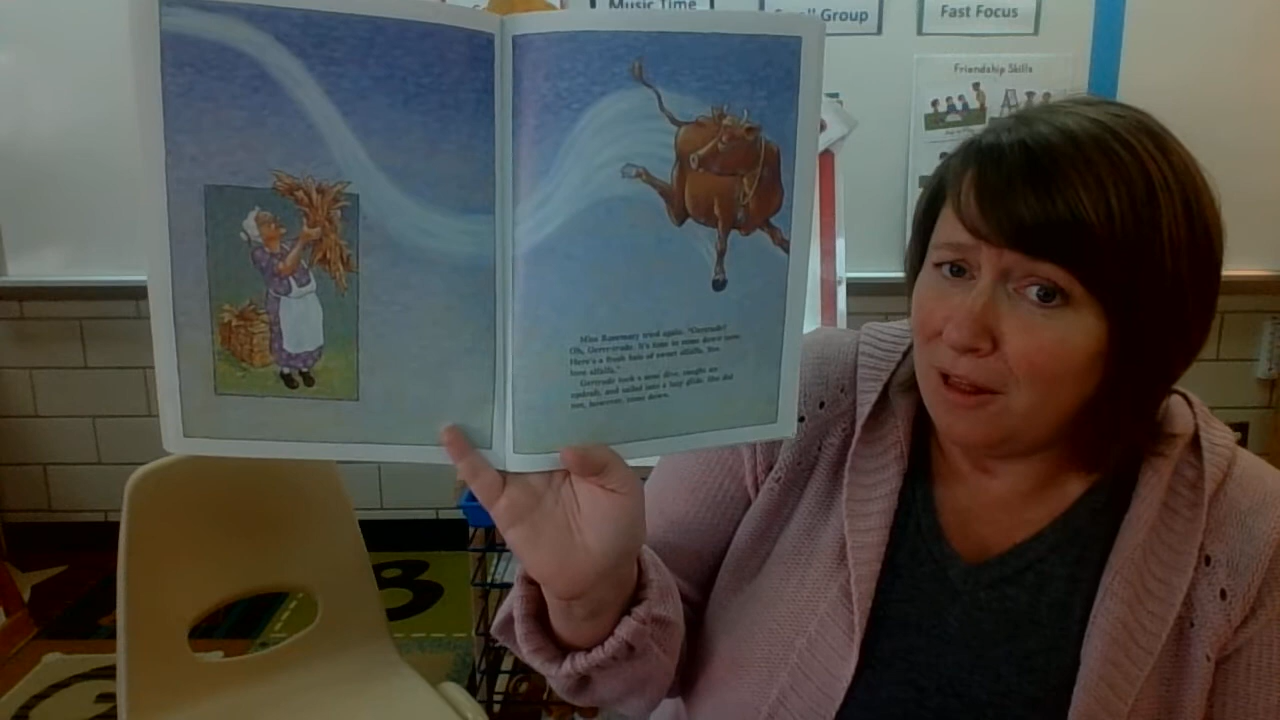 Music Time
Group
Fast Focus
Friendship Skills
Miss Rosemary tried again. "Gertrude!
Oh, Gerrr-trude. It's time to come down now.
Here's a fresh bale of sweet alfalfa. You
love alfalfa."
Gertrude took a nose dive, caught an
updraft, and sailed into a lazy glide. She did
not, however, come down.